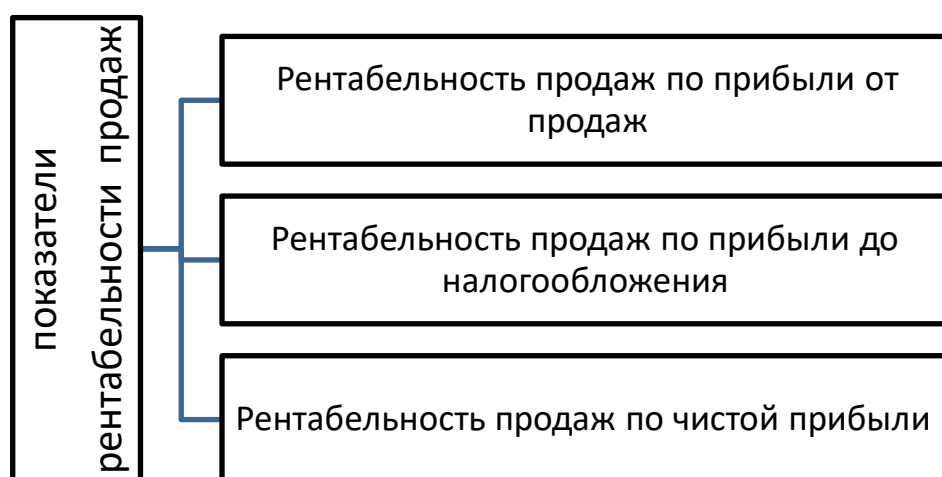 показатели
рентабельности продаж
Рентабельность продаж по прибыли от
продаж
Рентабельность продаж по прибыли до
налогообложения
Рентабельность продаж по чистой прибыли